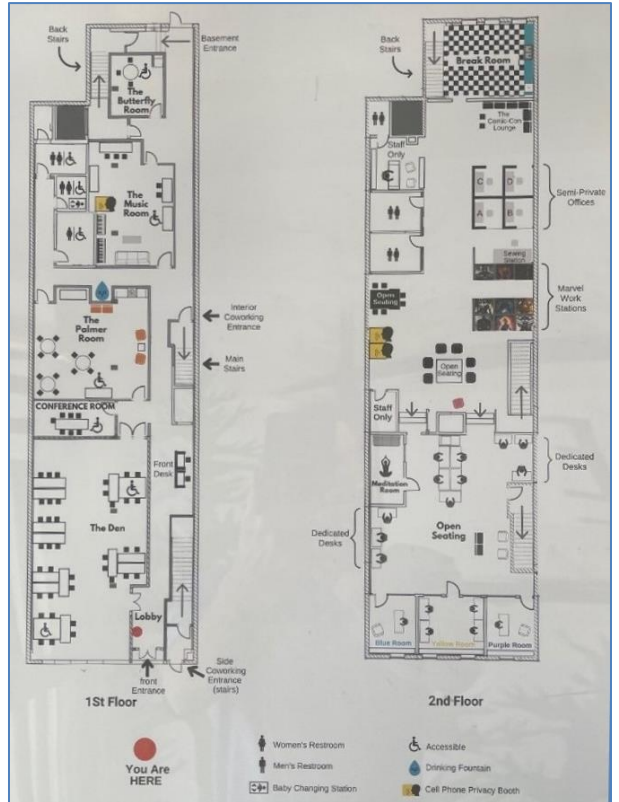 Back
Stairs
Basement
Entrance
The
Butterfly
Room
The
Music
Room
The
Palmer
Room
Interior
Coworking
Entrance
Main
Stairs
CONFERENCE ROOM
Front
Desk
The Den
Lobby
front
Entrance
Side
Coworking
Entrance
(stairs)
1St Floor
Back
Stairs
Break Room
The
Comic-Con
Lounge
Staff
Only
C
D
A
B
Semi-Private
Offices
Sewing
Station
Marvel
Work
Stations
Open
Seating
Open
Seating
Staff
Only
Meditation
Room
Dedicated
Desks
Dedicated
Desks
Open
Seating
Blue Room
Yellow Room
Purple Room
2nd Floor
You Are
HERE
Women's Restroom
Men's Restroom
Baby Changing Station
Accessible
Drinking Fountain
Cell Phone Privacy Booth